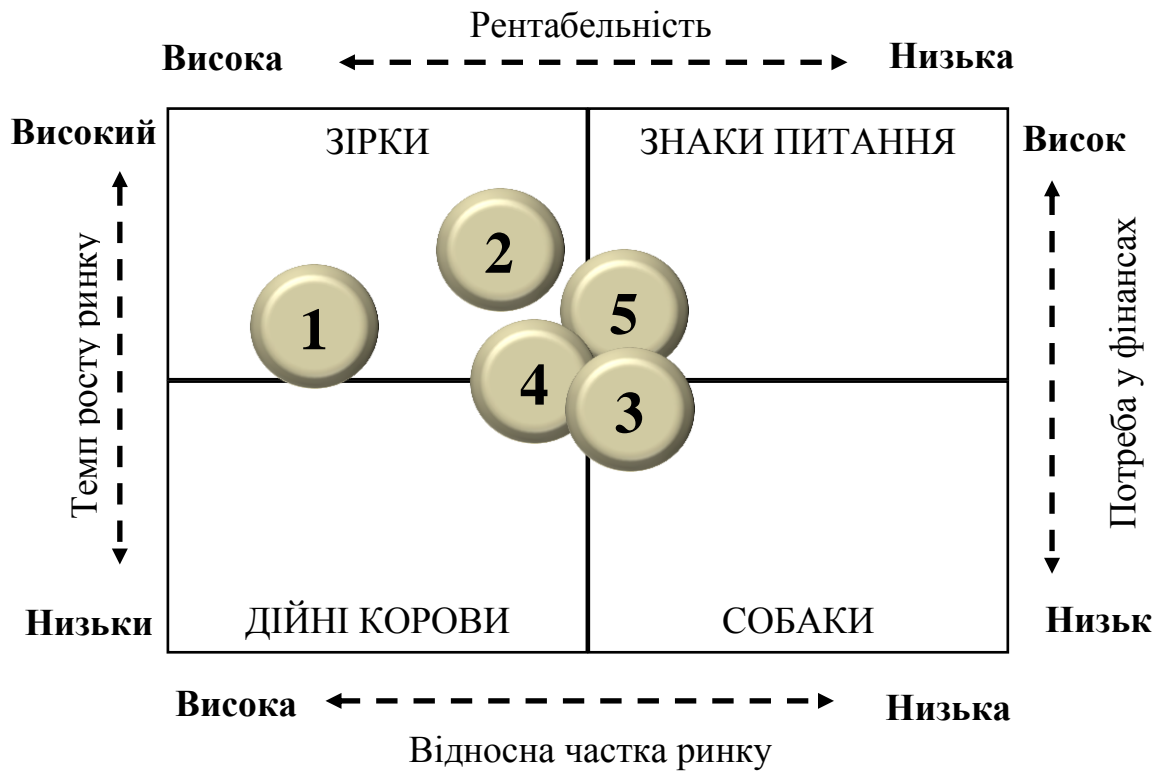 Рентабельність
Висока
Низька
Високий
ЗІРКИ
ЗНАКИ ПИТАННЯ
Висок
2
5
1
4
3
Темп росту ринку
Потреба у фінансах
Низьки
ДІЙНІ КОРОВИ
СОБАКИ
Низьк
Висока
Низька
Відносна частка ринку